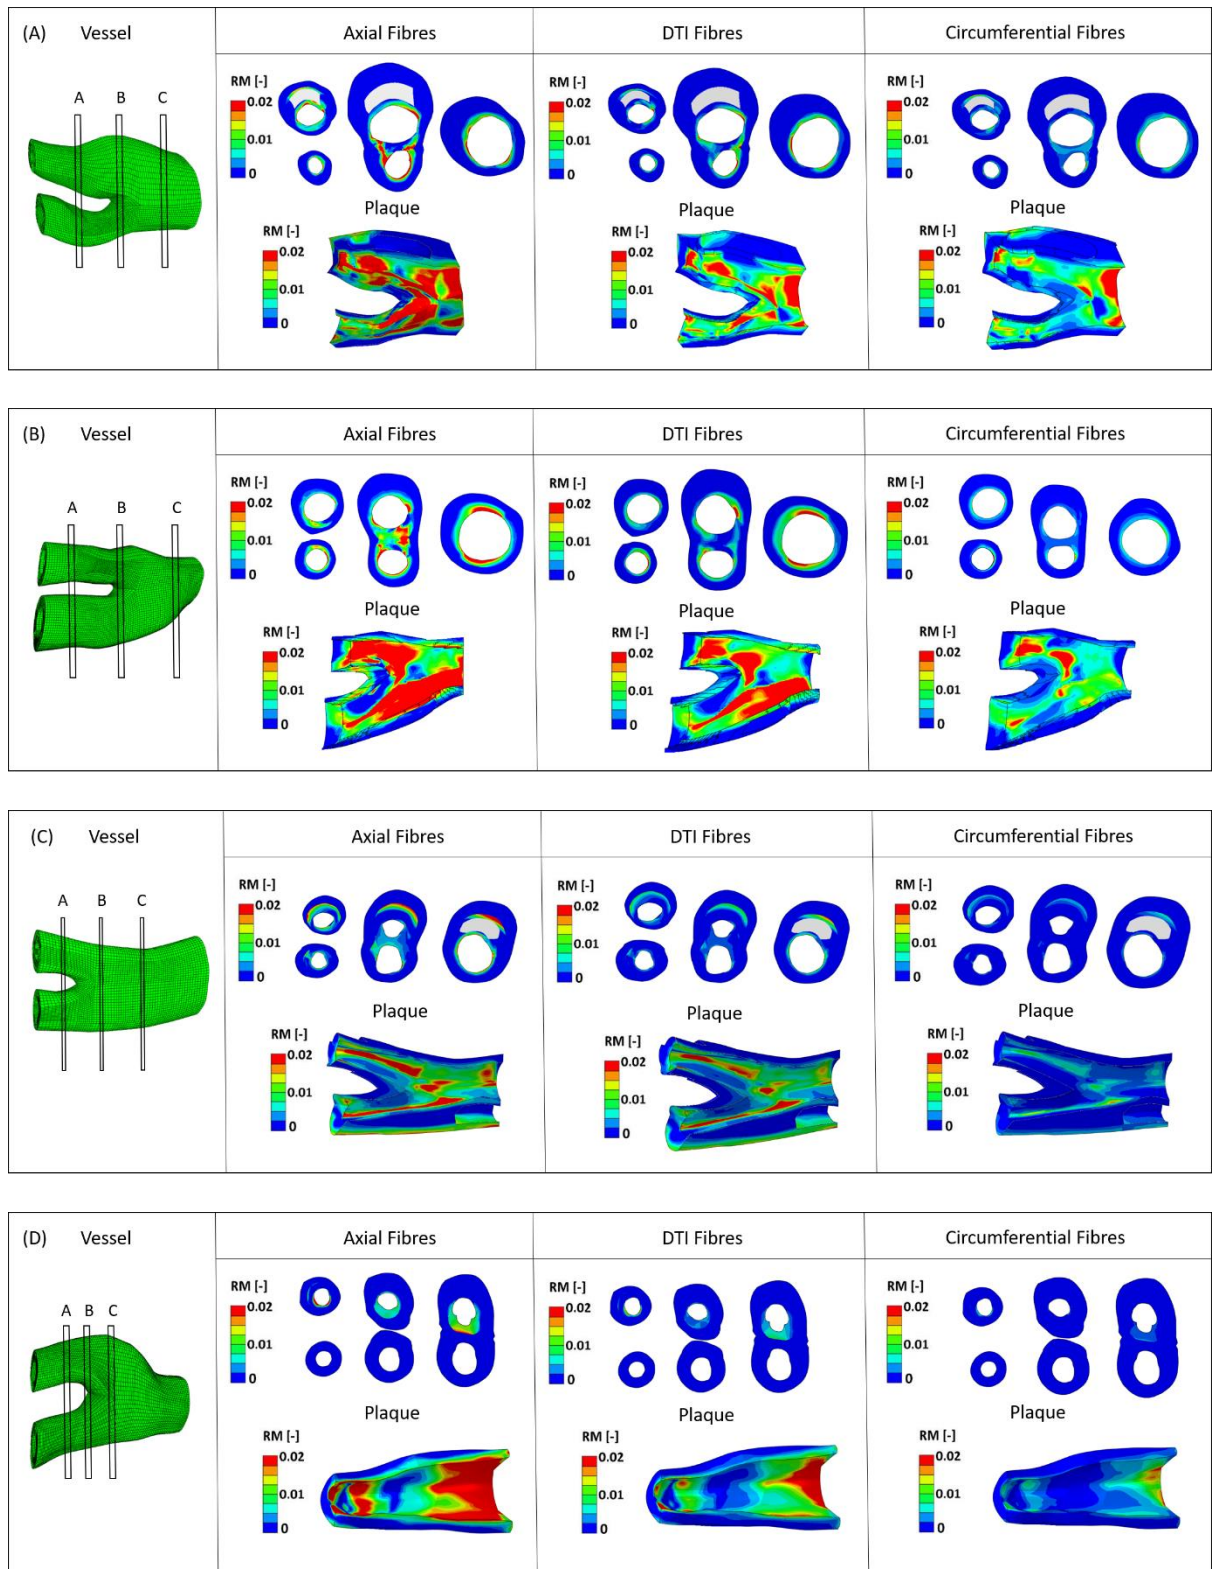 (A) Vessel Axial Fibres DTI Fibres Circumferential Fibres
A B C
RM [-] RM [-] RM [-]
0.02 0.02 0.02
0.01 0.01 0.01
0 0 0
Plaque Plaque Plaque
RM [-] RM [-] RM [-]
0.02 0.02 0.02
0.01 0.01 0.01
0 0 0
(B) Vessel Axial Fibres DTI Fibres Circumferential Fibres
A B C
RM [-] RM [-] RM [-]
0.02 0.02 0.02
0.01 0.01 0.01
0 0 0
Plaque Plaque Plaque
RM [-] RM [-] RM [-]
0.02 0.02 0.02
0.01 0.01 0.01
0 0 0
(C) Vessel Axial Fibres DTI Fibres Circumferential Fibres
A B C
RM [-] RM [-] RM [-]
0.02 0.02 0.02
0.01 0.01 0.01
0 0 0
Plaque Plaque Plaque
RM [-] RM [-] RM [-]
0.02 0.02 0.02
0.01 0.01 0.01
0 0 0
(D) Vessel Axial Fibres DTI Fibres Circumferential Fibres
A B C
RM [-] RM [-] RM [-]
0.02 0.02 0.02
0.01 0.01 0.01
0 0 0
Plaque Plaque Plaque
RM [-] RM [-] RM [-]
0.02 0.02 0.02
0.01 0.01 0.01
0 0 0